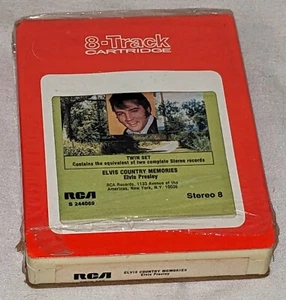 8-Track
CARTRIDGE
TWIN SET
Contains the equivalent of two complete Stereo records
ELVIS COUNTRY MEMORIES
Elvis Presley
RCA Records, 1133 Avenue of the
Americas, New York, N.Y. 10036
RCA
S 244069
Stereo 8
RCA
ELVIS COUNTRY MEMORIES
Elvis Presley